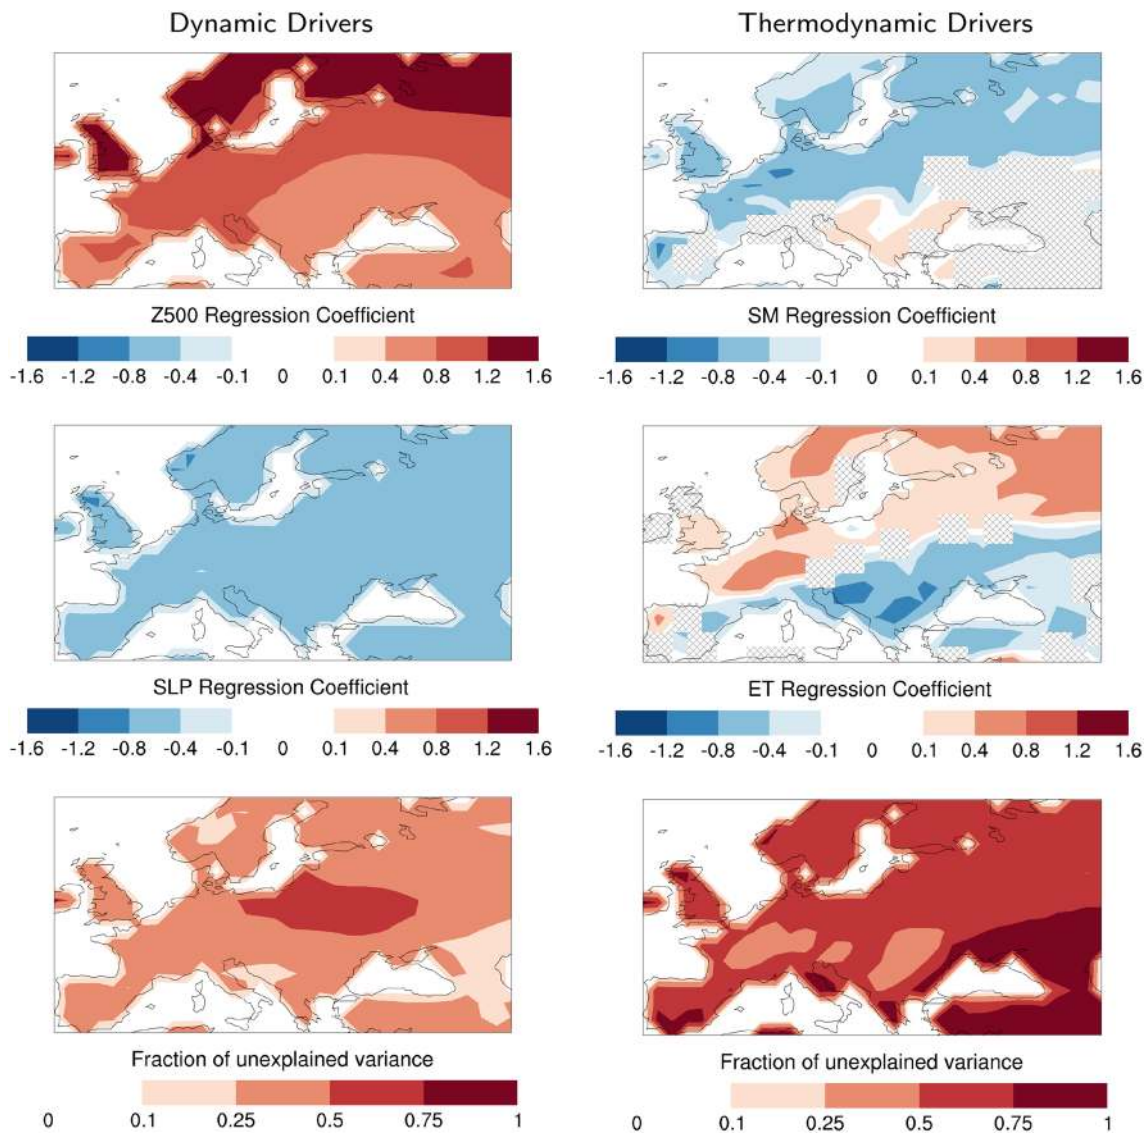 Dynamic Drivers
Thermodynamic Drivers
Z500 Regression Coefficient
-1.6 -1.2 -0.8 -0.4 -0.1 0 0.1 0.4 0.8 1.2 1.6
SM Regression Coefficient
-1.6 -1.2 -0.8 -0.4 -0.1 0 0.1 0.4 0.8 1.2 1.6
SLP Regression Coefficient
-1.6 -1.2 -0.8 -0.4 -0.1 0 0.1 0.4 0.8 1.2 1.6
ET Regression Coefficient
-1.6 -1.2 -0.8 -0.4 -0.1 0 0.1 0.4 0.8 1.2 1.6
Fraction of unexplained variance
0 0.1 0.25 0.5 0.75 1
Fraction of unexplained variance
0 0.1 0.25 0.5 0.75 1